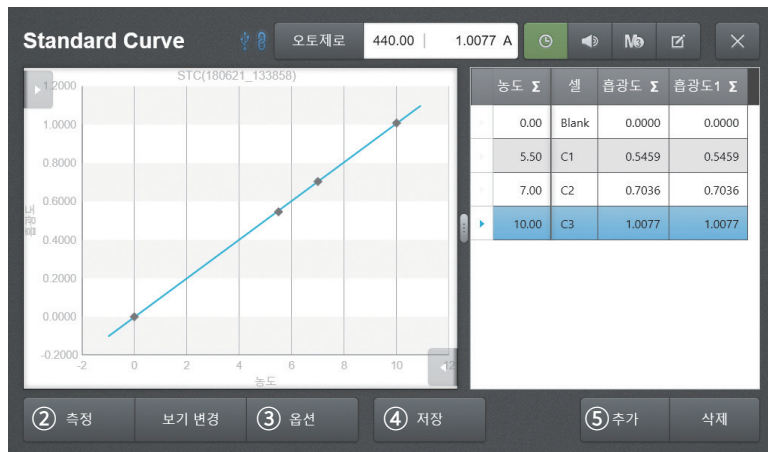 Standard Curve 오토제로 440.00 1.0077 A
STC(180621_133858)
1.2000
1.0000
0.8000
0.6000
0.4000
0.2000
0.0000
-0.2000
흡광도
-2 0 2 4 6 8 10 12
농도
농도 Σ 셀 흡광도 Σ 흡광도1 Σ
0.00 Blank 0.0000 0.0000
5.50 C1 0.5459 0.5459
7.00 C2 0.7036 0.7036
10.00 C3 1.0077 1.0077
② 측정 보기 변경 ③ 옵션 ④ 저장 ⑤ 추가 삭제